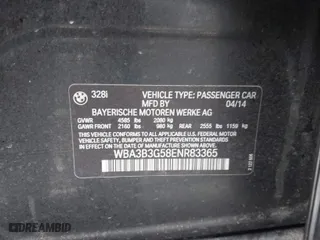 328i VEHICLE TYPE: PASSENGER CAR
MFD BY 04/14
BAYERISCHE MOTOREN WERKE AG
GVWR 4585 lbs 2080 kg
GAWR FRONT 2160 lbs 980 kg REAR 2555 lbs 1159 kg
THIS VEHICLE CONFORMS TO ALL APPLICABLE FEDERAL MOTOR
VEHICLE SAFETY, BUMPER, AND THEFT PREVENTION STANDARDS
IN EFFECT ON THE DATE OF MANUFACTURE SHOWN ABOVE.
WBA3B3G58ENR83365
DREAMBID